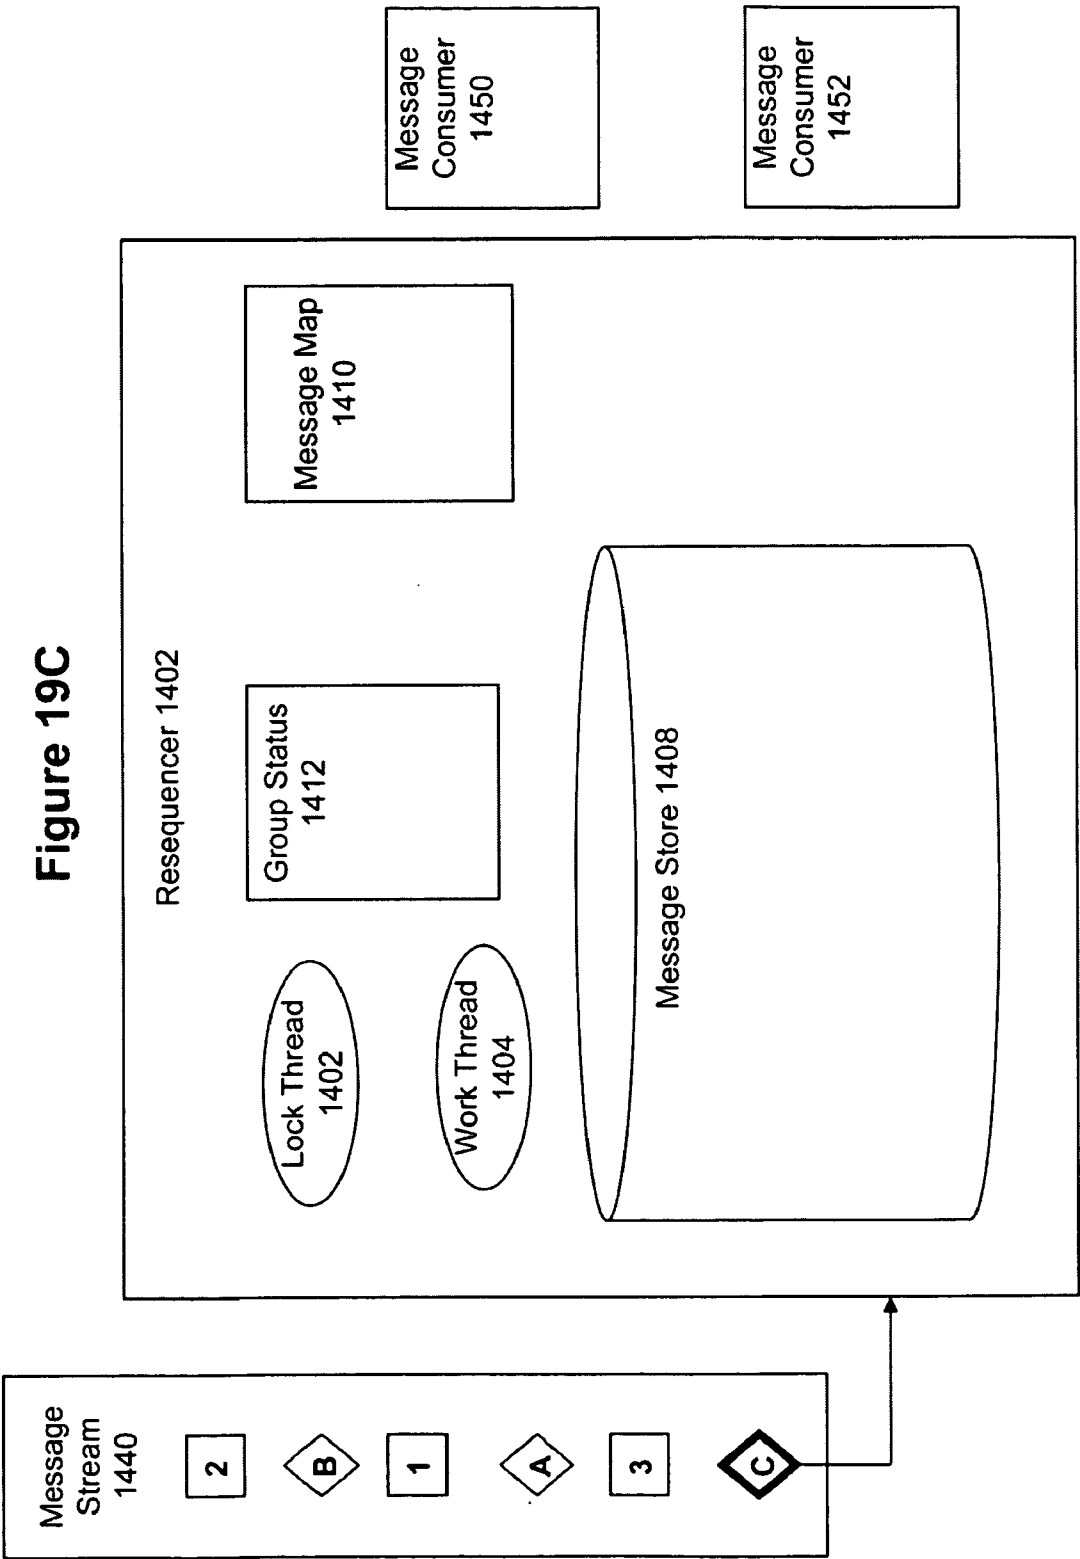 Figure 19C
Message
Stream
1440
2
B
1
A
3
C
Resequencer 1402
Lock Thread
1402
Work Thread
1404
Group Status
1412
Message Map
1410
Message Store 1408
Message
Consumer
1450
Message
Consumer
1452